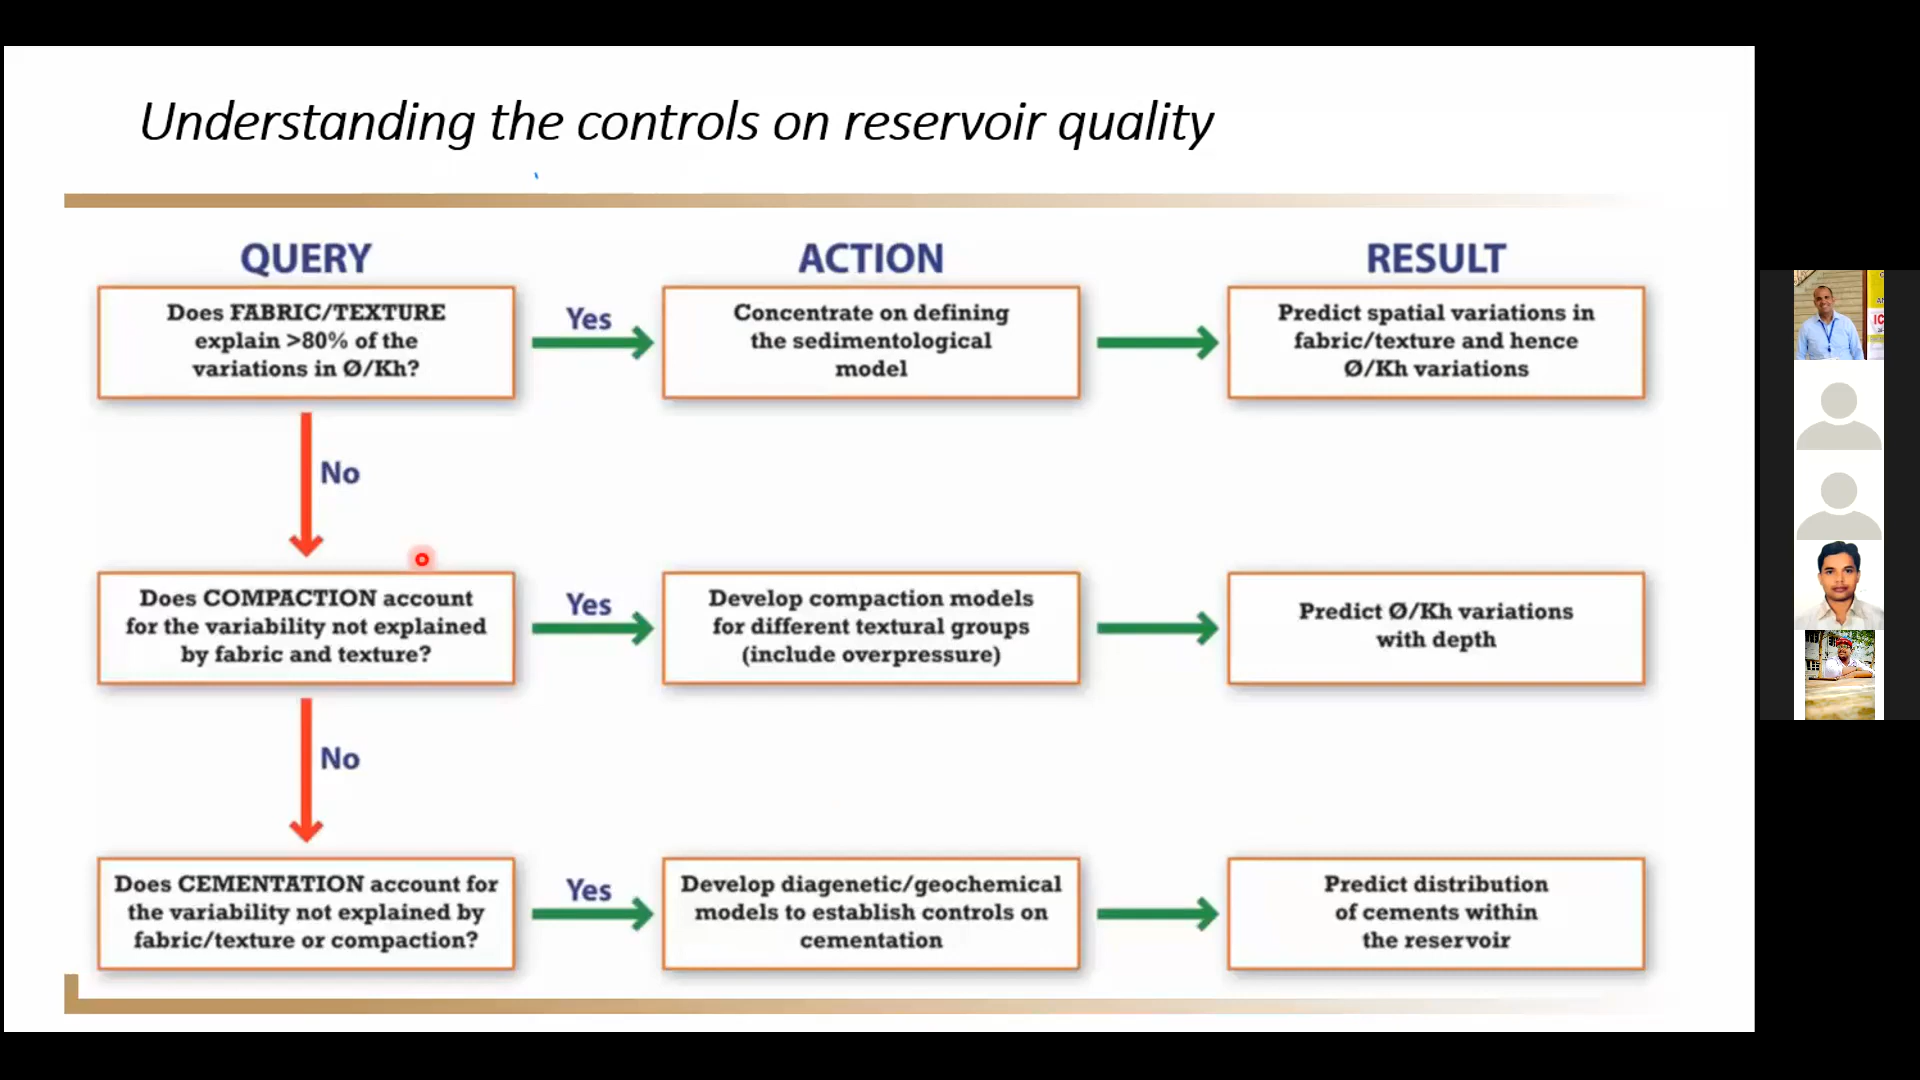 Understanding the controls on reservoir quality
QUERY
ACTION
RESULT
Does FABRIC/TEXTURE
explain >80% of the
variations in Ø/Kh?
Yes
Concentrate on defining
the sedimentological
model
Predict spatial variations in
fabric/texture and hence
Ø/Kh variations
No
Does COMPACTION account
for the variability not explained
by fabric and texture?
Yes
Develop compaction models
for different textural groups
(include overpressure)
Predict Ø/Kh variations
with depth
No
Does CEMENTATION account for
the variability not explained by
fabric/texture or compaction?
Yes
Develop diagenetic/geochemical
models to establish controls on
cementation
Predict distribution
of cements within
the reservoir